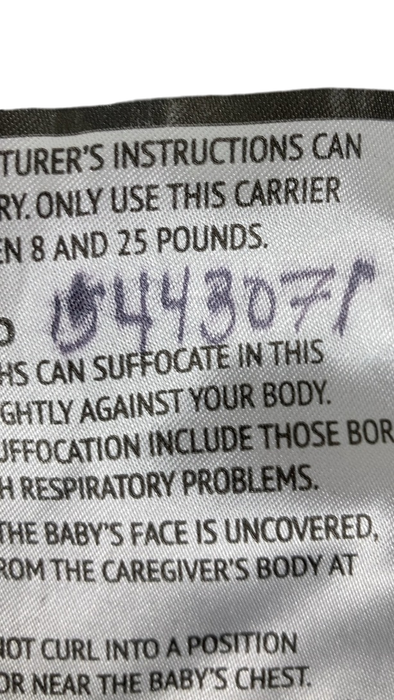 TURER'S INSTRUCTIONS CAN
RY. ONLY USE THIS CARRIER
EN 8 AND 25 POUNDS.
HS CAN SUFFOCATE IN THIS
GHTLY AGAINST YOUR BODY.
UFFOCATION INCLUDE THOSE BOR
H RESPIRATORY PROBLEMS.
THE BABY'S FACE IS UNCOVERED,
ROM THE CAREGIVER'S BODY AT
NOT CURL INTO A POSITION
OR NEAR THE BABY'S CHEST.